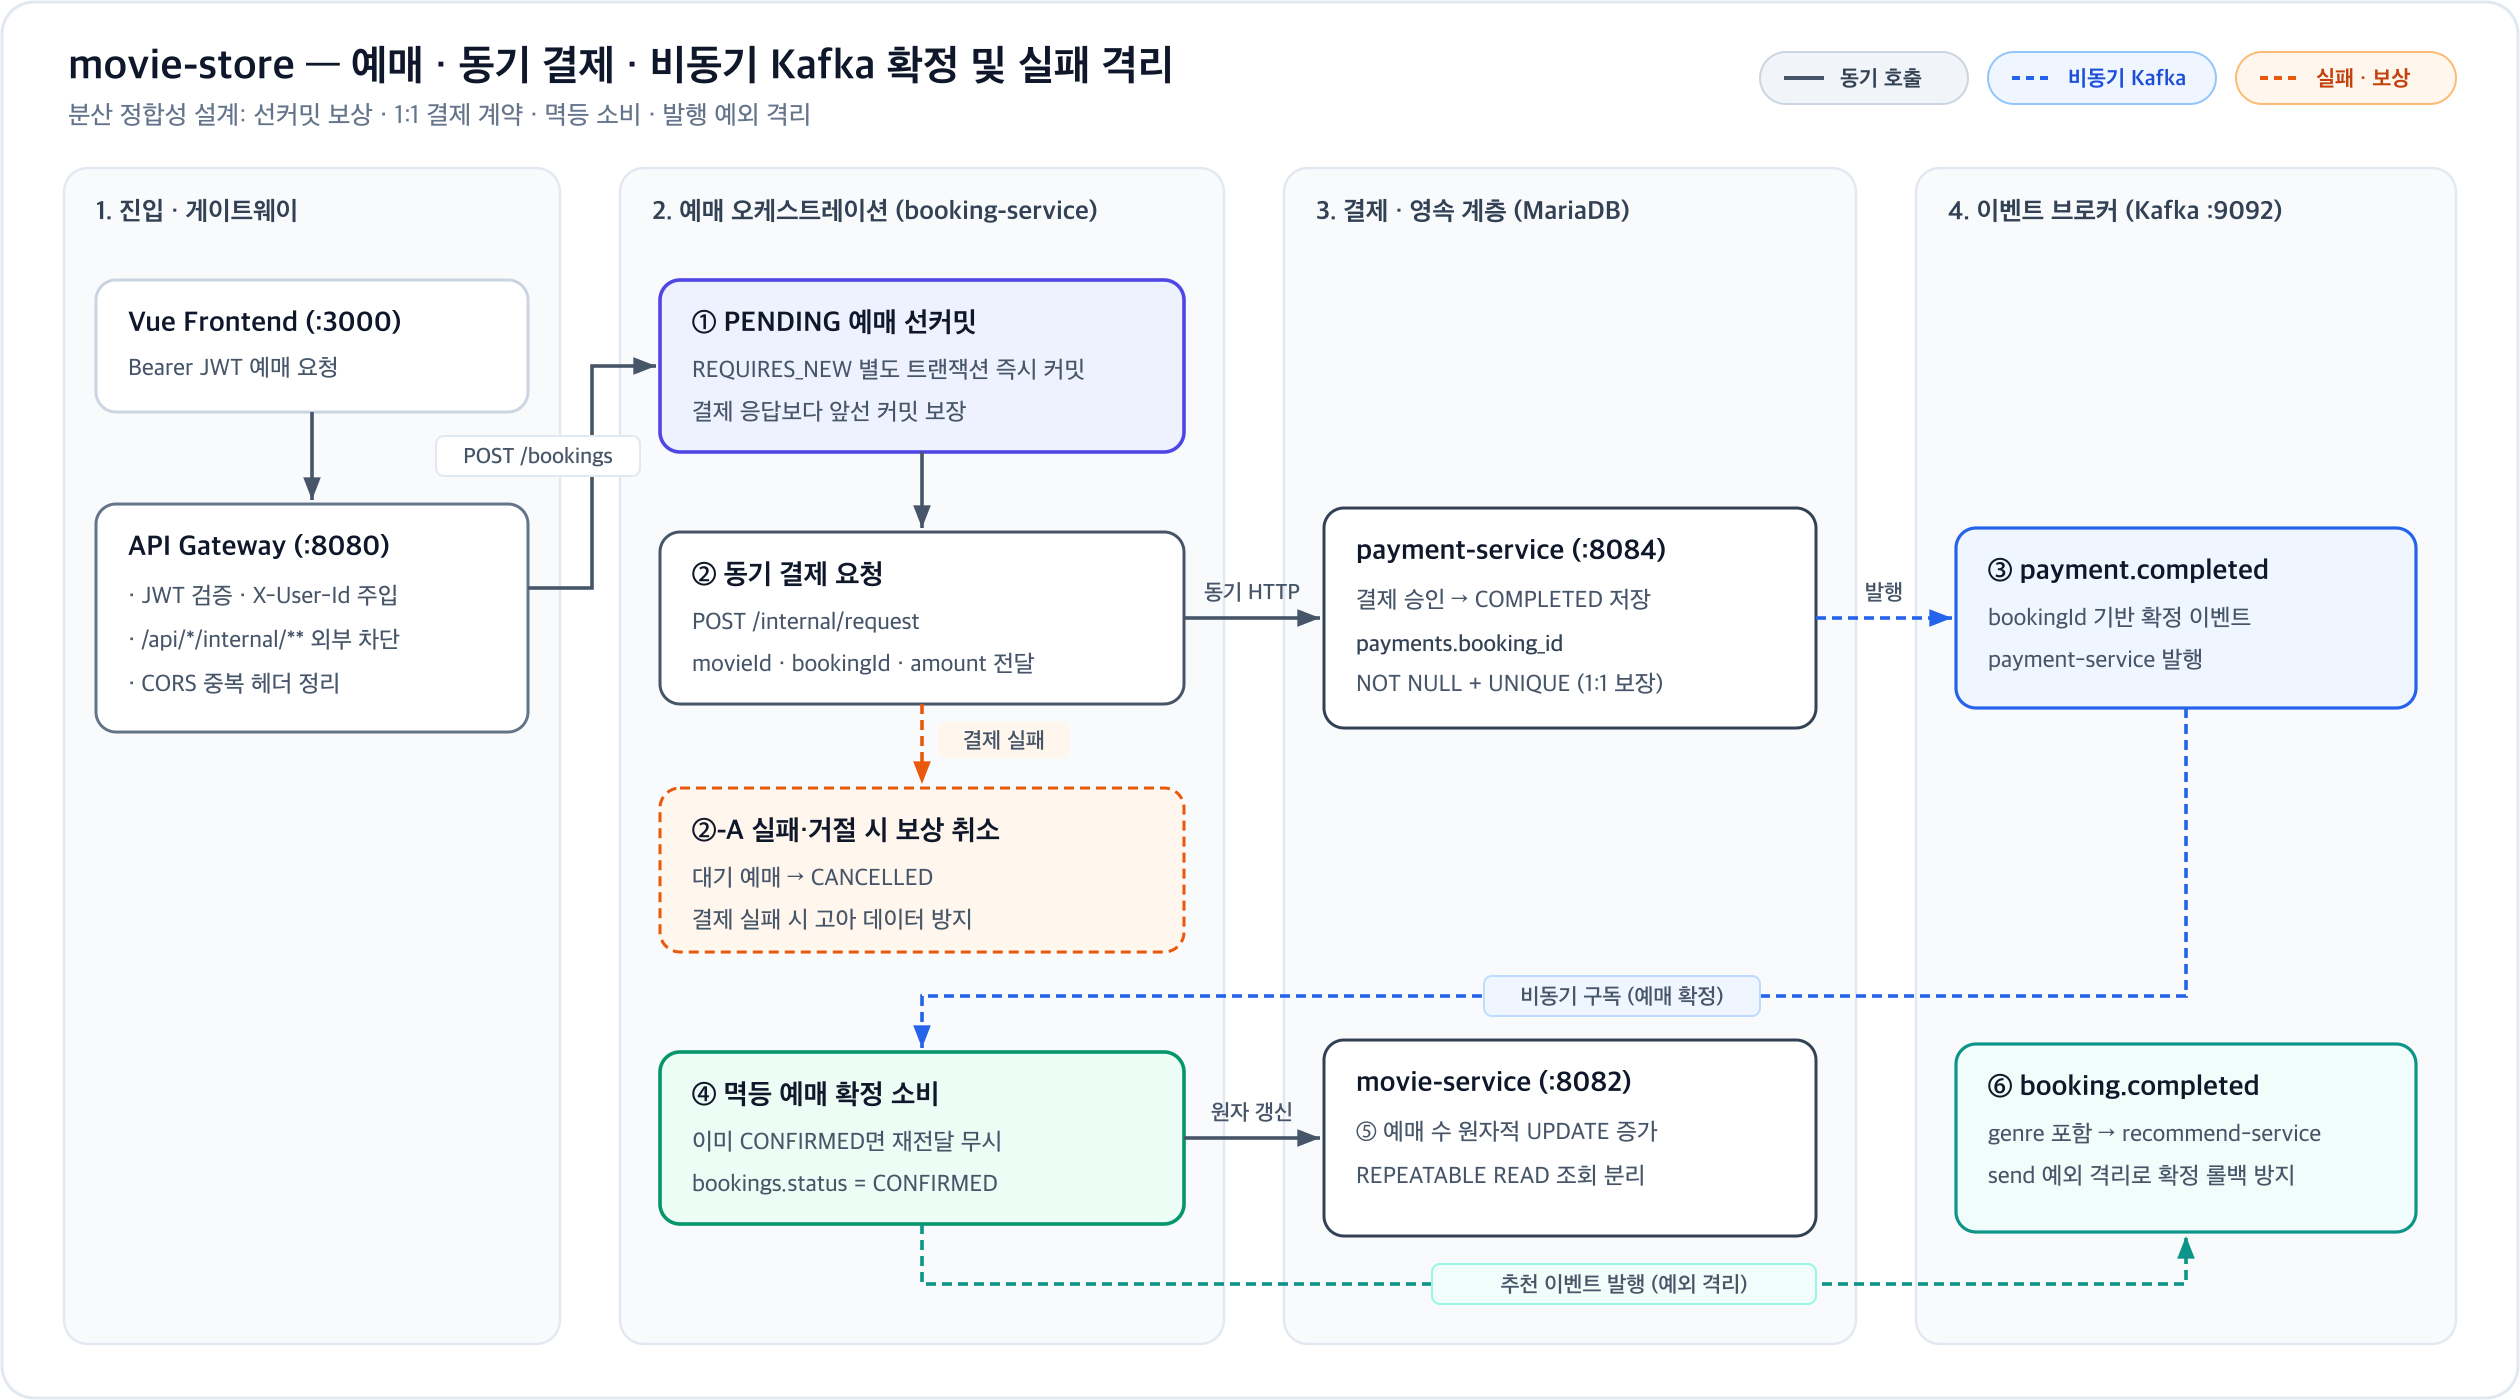 movie-store — 예매 · 동기 결제 · 비동기 Kafka 확정 및 실패 격리
분산 정합성 설계: 선커밋 보상 · 1:1 결제 계약 · 멱등 소비 · 발행 예외 격리
동기 호출
비동기 Kafka
실패 · 보상
1. 진입 · 게이트웨이
Vue Frontend (:3000)
Bearer JWT 예매 요청
POST /bookings
API Gateway (:8080)
· JWT 검증 · X-User-Id 주입
· /api/*/internal/** 외부 차단
· CORS 중복 헤더 정리
2. 예매 오케스트레이션 (booking-service)
① PENDING 예매 선커밋
REQUIRES_NEW 별도 트랜잭션 즉시 커밋
결제 응답보다 앞선 커밋 보장
② 동기 결제 요청
POST /internal/request
movieId · bookingId · amount 전달
동기 HTTP
결제 실패
②-A 실패·거절 시 보상 취소
대기 예매 → CANCELLED
결제 실패 시 고아 데이터 방지
④ 멱등 예매 확정 소비
이미 CONFIRMED면 재전달 무시
bookings.status = CONFIRMED
원자 갱신
3. 결제 · 영속 계층 (MariaDB)
payment-service (:8084)
결제 승인 → COMPLETED 저장
payments.booking_id
NOT NULL + UNIQUE (1:1 보장)
발행
비동기 구독 (예매 확정)
movie-service (:8082)
⑤ 예매 수 원자적 UPDATE 증가
REPEATABLE READ 조회 분리
추천 이벤트 발행 (예외 격리)
4. 이벤트 브로커 (Kafka :9092)
③ payment.completed
bookingId 기반 확정 이벤트
payment-service 발행
⑥ booking.completed
genre 포함 → recommend-service
send 예외 격리로 확정 롤백 방지